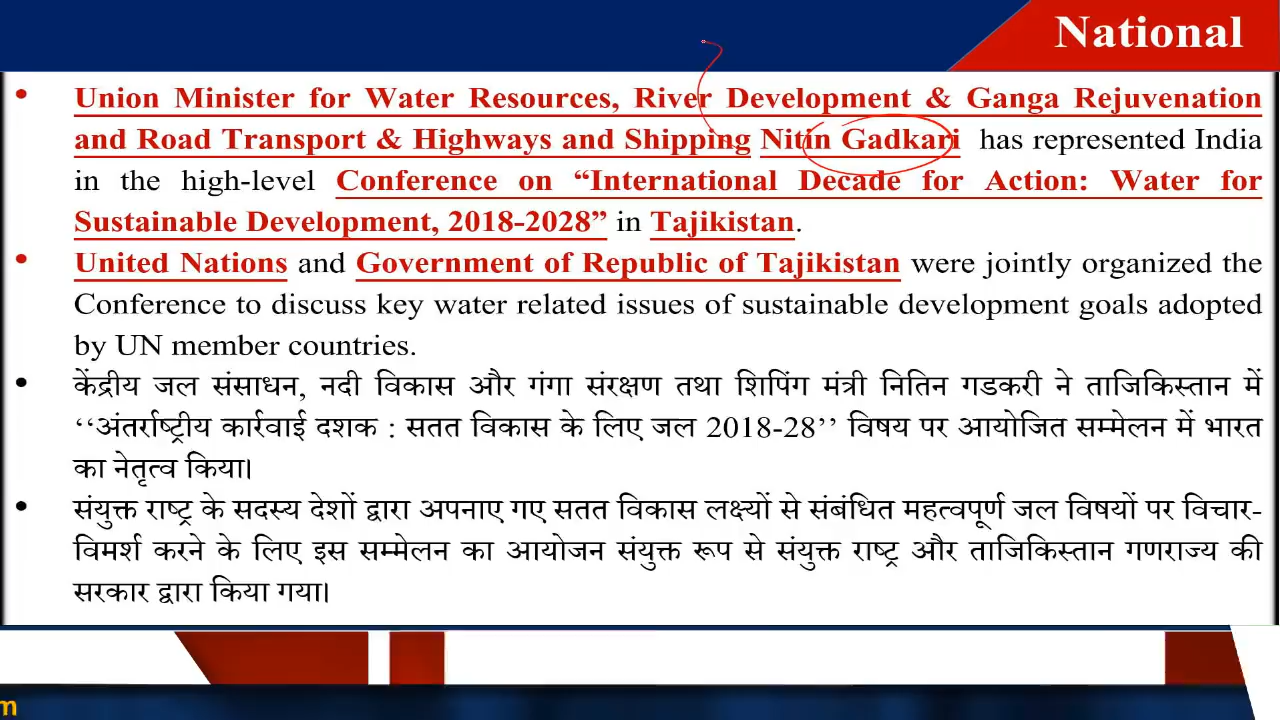 National
• Union Minister for Water Resources, River Development & Ganga Rejuvenation
and Road Transport & Highways and Shipping Nitin Gadkari has represented India
in the high-level Conference on “International Decade for Action: Water for
Sustainable Development, 2018-2028” in Tajikistan.
• United Nations and Government of Republic of Tajikistan were jointly organized the
Conference to discuss key water related issues of sustainable development goals adopted
by UN member countries.
• केंद्रीय जल संसाधन, नदी विकास और गंगा संरक्षण तथा शिपिंग मंत्री नितिन गडकरी ने ताजिकिस्तान में
‘‘अंतर्राष्ट्रीय कार्रवाई दशक : सतत विकास के लिए जल 2018-28’’ विषय पर आयोजित सम्मेलन में भारत
का नेतृत्व किया।
• संयुक्त राष्ट्र के सदस्य देशों द्वारा अपनाए गए सतत विकास लक्ष्यों से संबंधित महत्वपूर्ण जल विषयों पर विचार-
विमर्श करने के लिए इस सम्मेलन का आयोजन संयुक्त रूप से संयुक्त राष्ट्र और ताजिकिस्तान गणराज्य की
सरकार द्वारा किया गया।
m